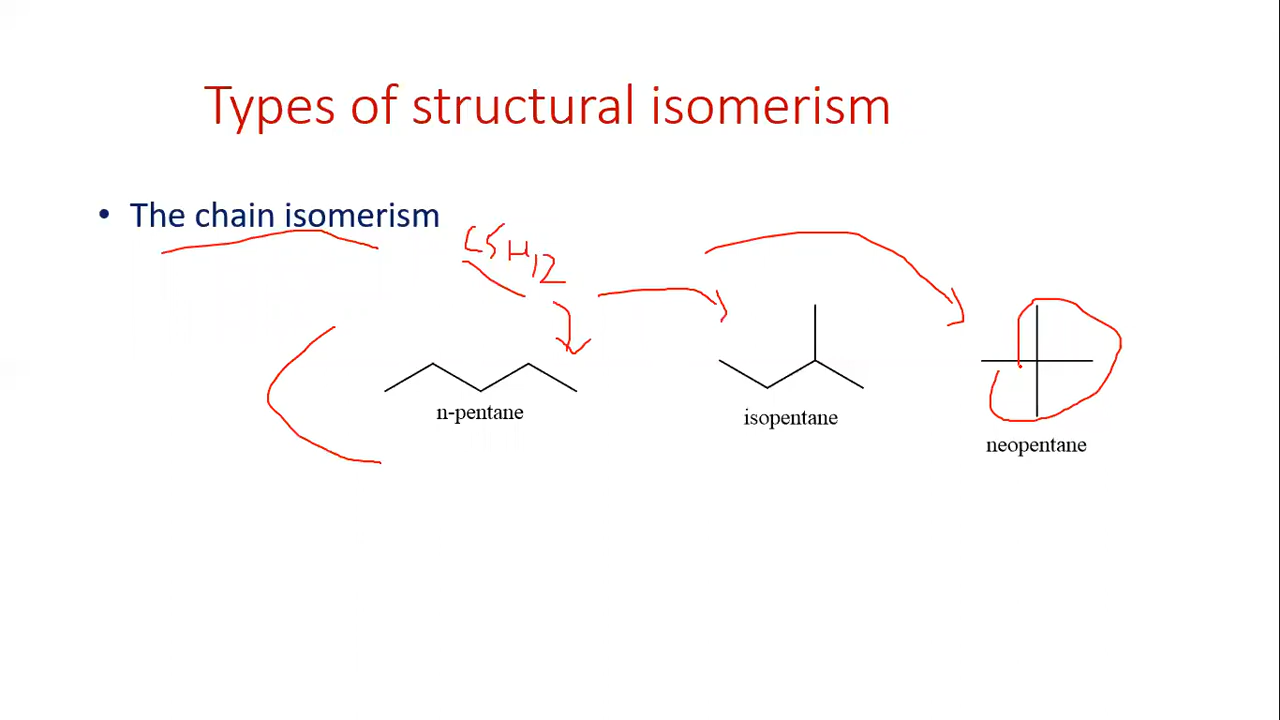 Types of structural isomerism
• The chain isomerism
C5H12
n-pentane
isopentane
neopentane